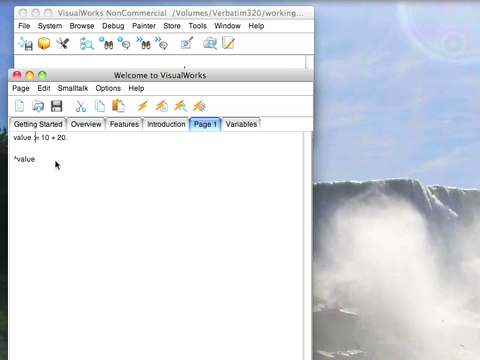 VisualWorks NonCommercial /Volumes/Verbatim320/working...
File System Browse Debug Painter Store Tools Window Help
Welcome to VisualWorks
Page Edit Smalltalk Options Help
Getting Started Overview Features Introduction Page 1 Variables
value := 10 + 20.
^value